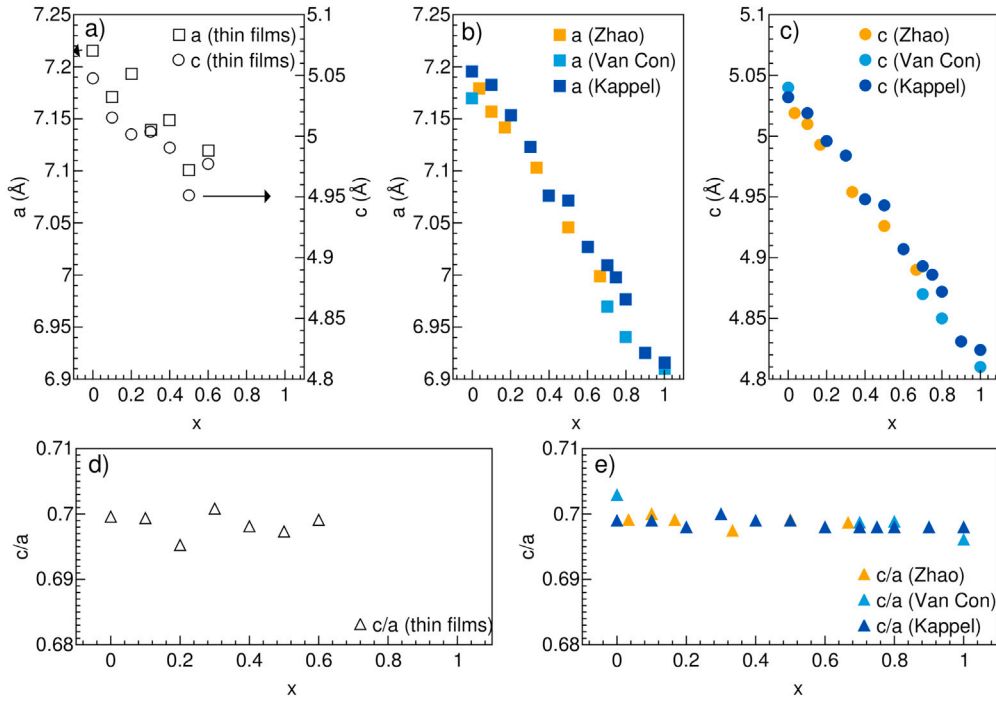 a)
a (thin films)
c (thin films)
7.25
7.2
7.15
7.1
7.05
7
6.95
6.9
a (Å)
5.1
5.05
5
4.95
4.9
4.85
4.8
c (Å)
0 0.2 0.4 0.6 0.8 1
x
b)
a (Zhao)
a (Van Con)
a (Kappel)
7.25
7.2
7.15
7.1
7.05
7
6.95
6.9
a (Å)
0 0.2 0.4 0.6 0.8 1
x
c)
c (Zhao)
c (Van Con)
c (Kappel)
5.1
5.05
5
4.95
4.9
4.85
4.8
c (Å)
0 0.2 0.4 0.6 0.8 1
x
d)
0.71
0.7
0.69
0.68
c/a
c/a (thin films)
0 0.2 0.4 0.6 0.8 1
x
e)
0.71
0.7
0.69
0.68
c/a
c/a (Zhao)
c/a (Van Con)
c/a (Kappel)
0 0.2 0.4 0.6 0.8 1
x